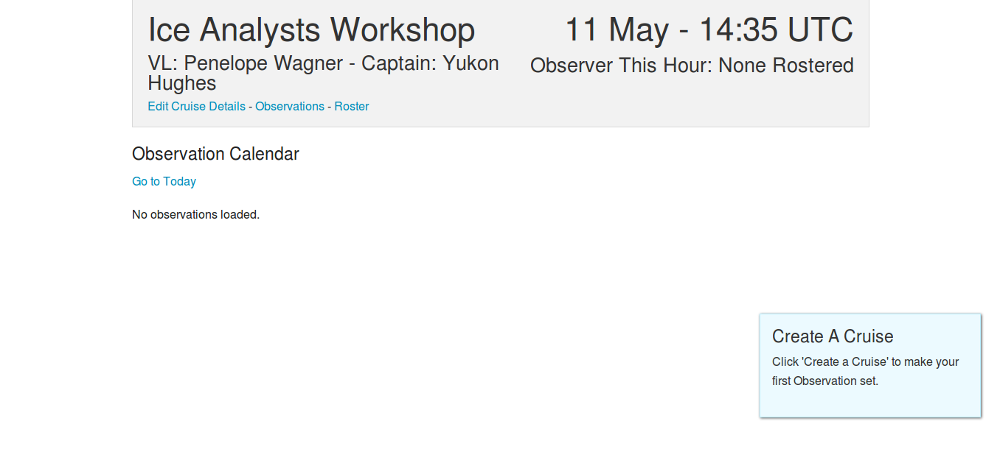 Ice Analysts Workshop
11 May - 14:35 UTC
VL: Penelope Wagner - Captain: Yukon
Hughes
Observer This Hour: None Rostered
Edit Cruise Details - Observations - Roster
Observation Calendar
Go to Today
No observations loaded.
Create A Cruise
Click 'Create a Cruise' to make your
first Observation set.